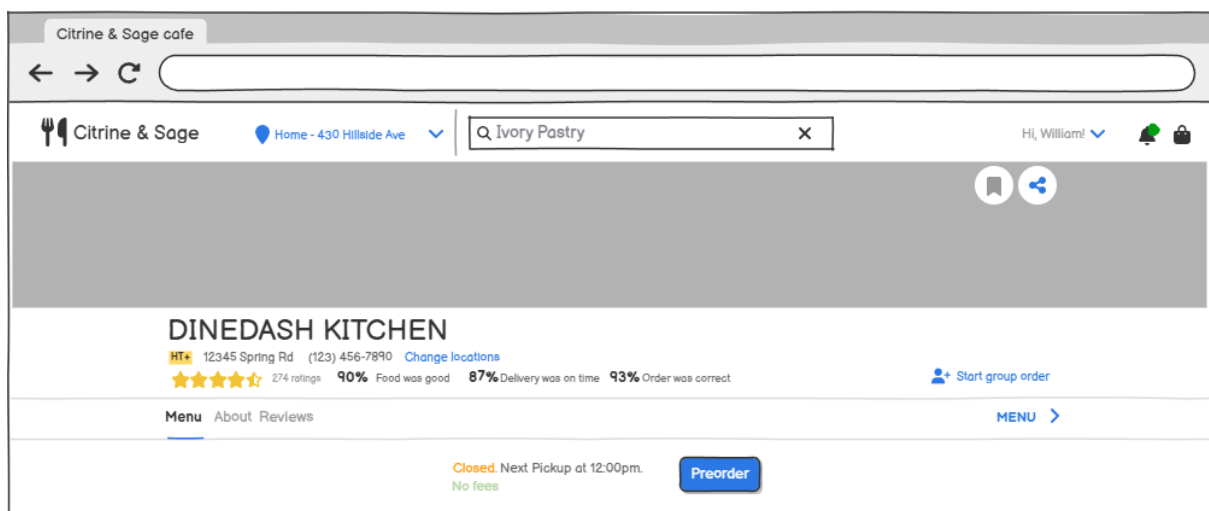 Citrine & Sage cafe
Citrine & Sage
Home - 430 Hillside Ave
Ivory Pastry
Hi, William!
DINEDASH KITCHEN
HT+ 12345 Spring Rd (123) 456-7890 Change locations
274 ratings 90% Food was good 87% Delivery was on time 93% Order was correct
Start group order
Menu About Reviews
MENU
Closed. Next Pickup at 12:00pm.
No fees
Preorder